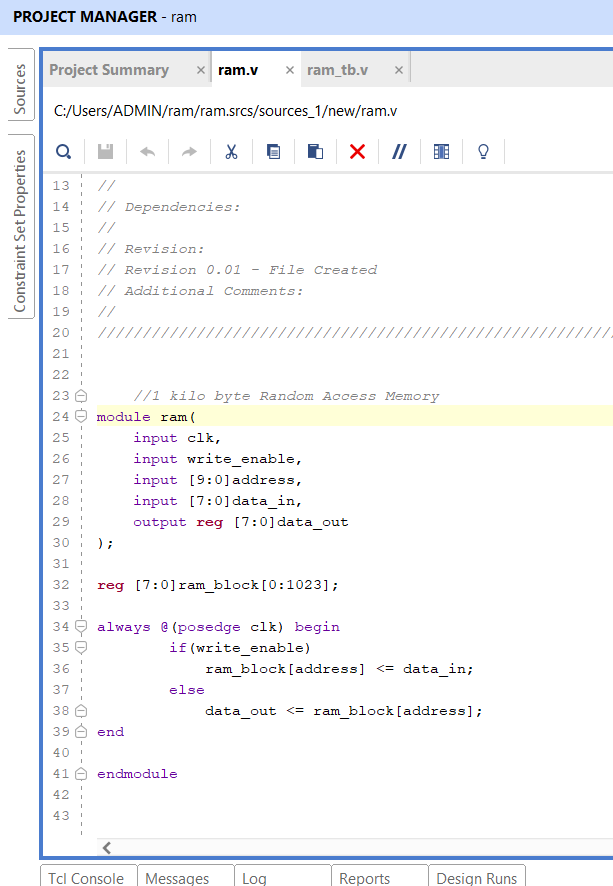 PROJECT MANAGER - ram
Sources
Constraint Set Properties
Project Summary × ram.v × ram_tb.v ×
C:/Users/ADMIN/ram/ram.srcs/sources_1/new/ram.v
13 //
14 // Dependencies:
15 //
16 // Revision:
17 // Revision 0.01 - File Created
18 // Additional Comments:
19 //
20 //////////////////////////////////////////////////////////
21
22
23 //1 kilo byte Random Access Memory
24 module ram(
25 input clk,
26 input write_enable,
27 input [9:0]address,
28 input [7:0]data_in,
29 output reg [7:0]data_out
30 );
31
32 reg [7:0]ram_block[0:1023];
33
34 always @(posedge clk) begin
35 if(write_enable)
36 ram_block[address] <= data_in;
37 else
38 data_out <= ram_block[address];
39 end
40
41 endmodule
42
43
Tcl Console Messages Log Reports Design Runs